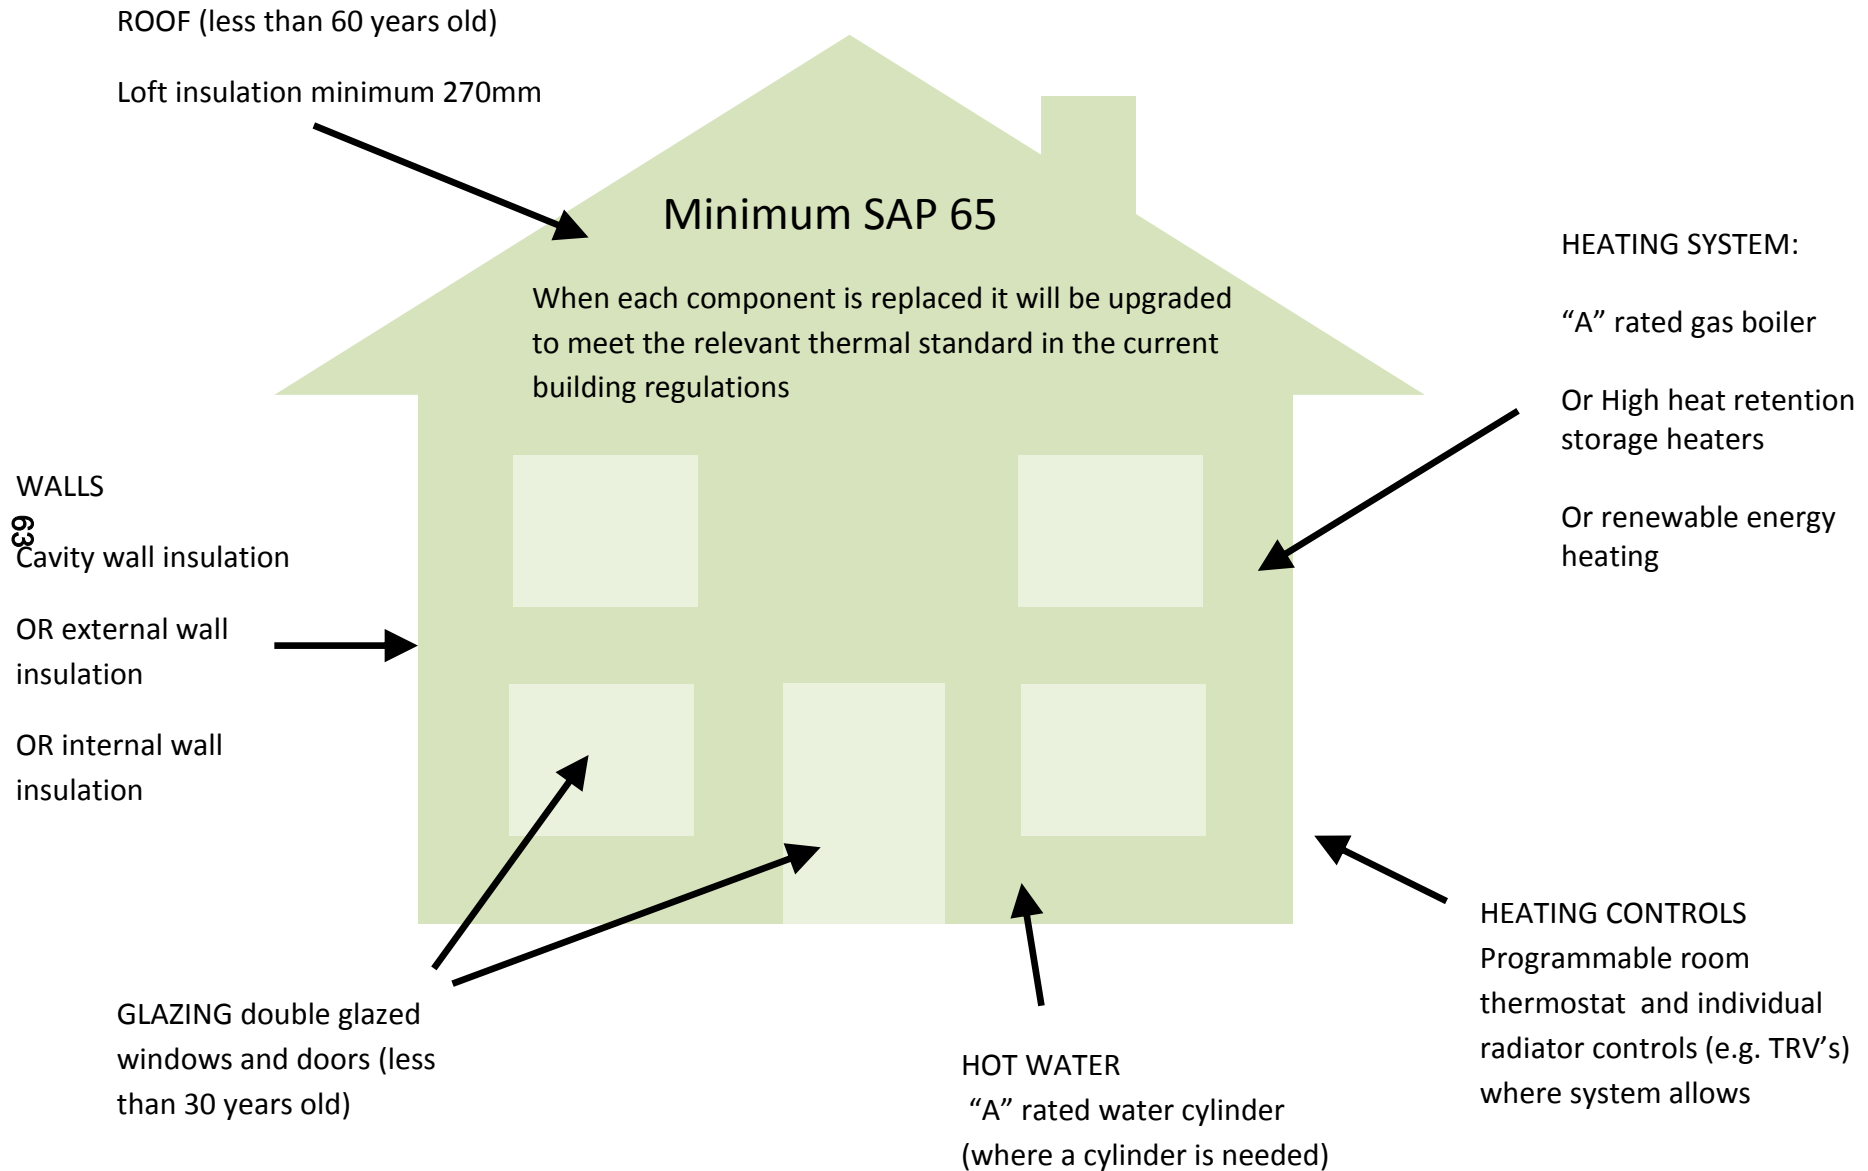 ROOF (less than 60 years old)
Loft insulation minimum 270mm
Minimum SAP 65
When each component is replaced it will be upgraded
to meet the relevant thermal standard in the current
building regulations
HEATING SYSTEM:
“A” rated gas boiler
Or High heat retention
storage heaters
Or renewable energy
heating
WALLS
63
Cavity wall insulation
OR external wall
insulation
OR internal wall
insulation
GLAZING double glazed
windows and doors (less
than 30 years old)
HOT WATER
“A” rated water cylinder
(where a cylinder is needed)
HEATING CONTROLS
Programmable room
thermostat and individual
radiator controls (e.g. TRV’s)
where system allows